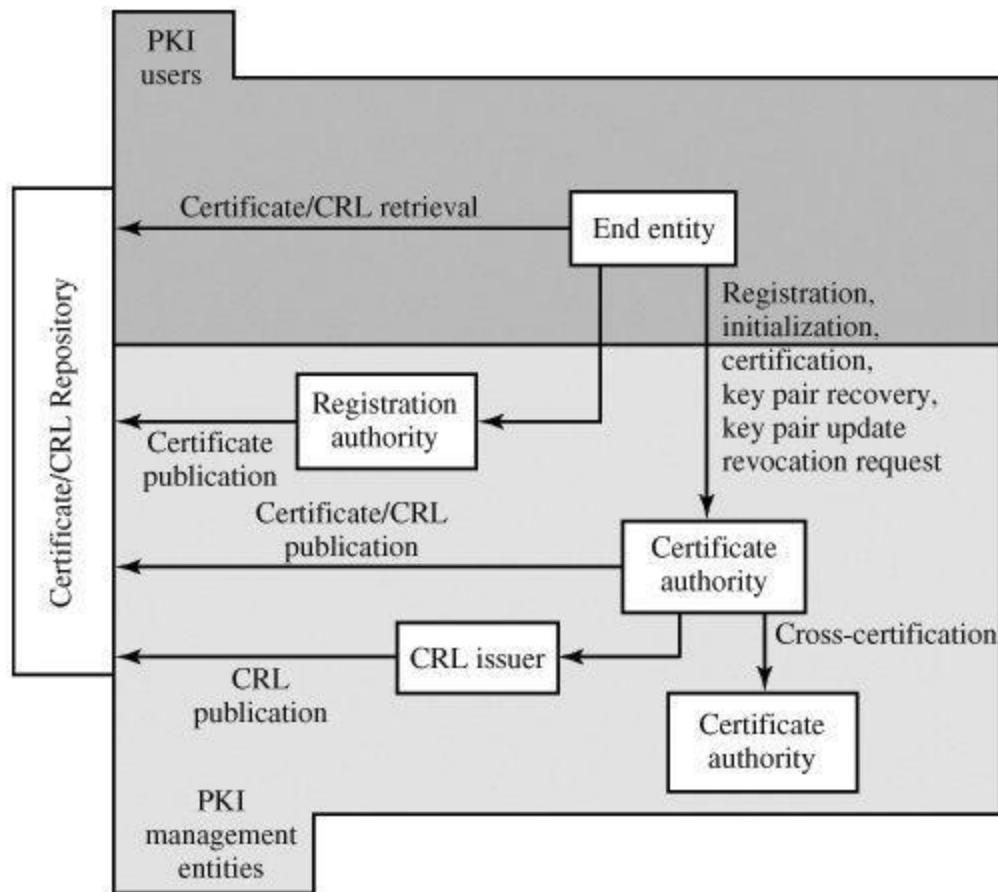 PKI
users
Certificate/CRL retrieval
End entity
Registration,
initialization,
certification,
key pair recovery,
key pair update
revocation request
Certificate/CRL Repository
Registration
authority
Certificate
publication
Certificate/CRL
publication
Certificate
authority
Cross-certification
CRL issuer
CRL
publication
Certificate
authority
PKI
management
entities